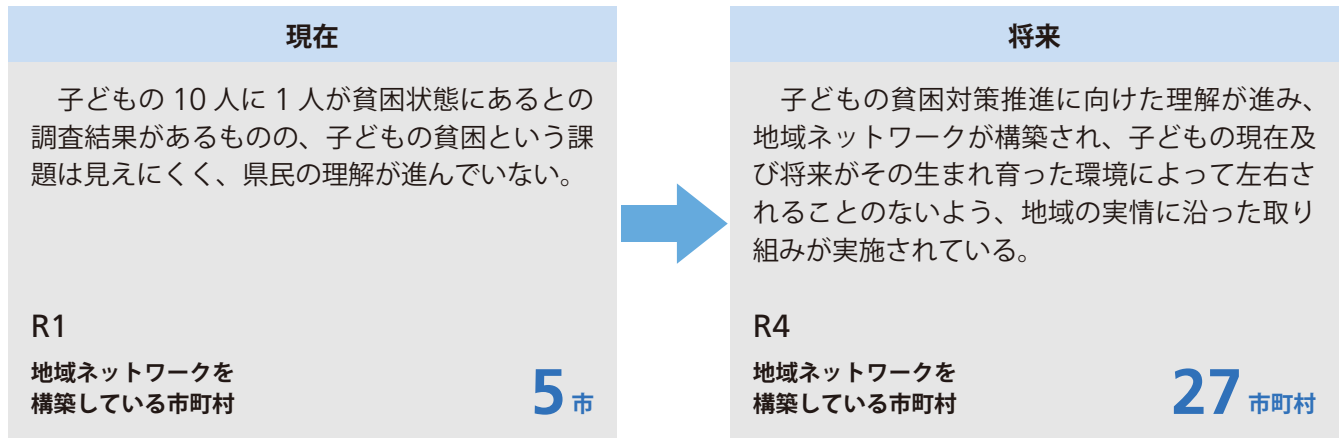 現在
子どもの 10 人に 1 人が貧困状態にあるとの
調査結果があるものの、子どもの貧困という課
題は見えにくく、県民の理解が進んでいない。
R1
地域ネットワークを
構築している市町村
5 市
将来
子どもの貧困対策推進に向けた理解が進み、
地域ネットワークが構築され、子どもの現在及
び将来がその生まれ育った環境によって左右さ
れることのないよう、地域の実情に沿った取り
組みが実施されている。
R4
地域ネットワークを
構築している市町村
27 市町村